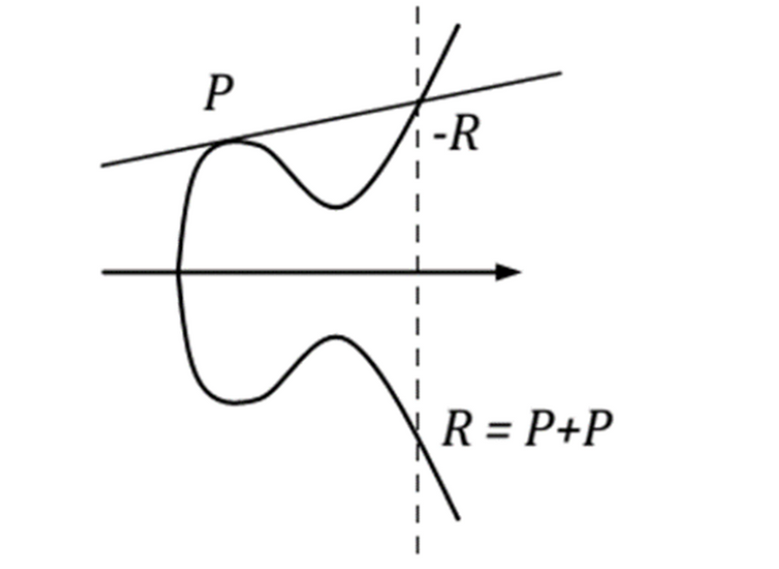 P
-R
R = P+P